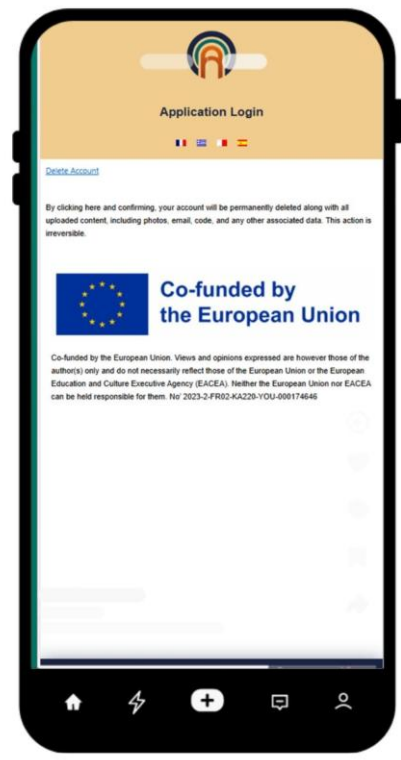 Application Login
Delete Account
By clicking here and confirming, your account will be permanently deleted along with all
uploaded content, including photos, email, code, and any other associated data. This action is
irreversible.
Co-funded by
the European Union
Co-funded by the European Union. Views and opinions expressed are however those of the
author(s) only and do not necessarily reflect those of the European Union or the European
Education and Culture Executive Agency (EACEA). Neither the European Union nor EACEA
can be held responsible for them. No' 2023-2-FR02-KA220-YOU-000174646